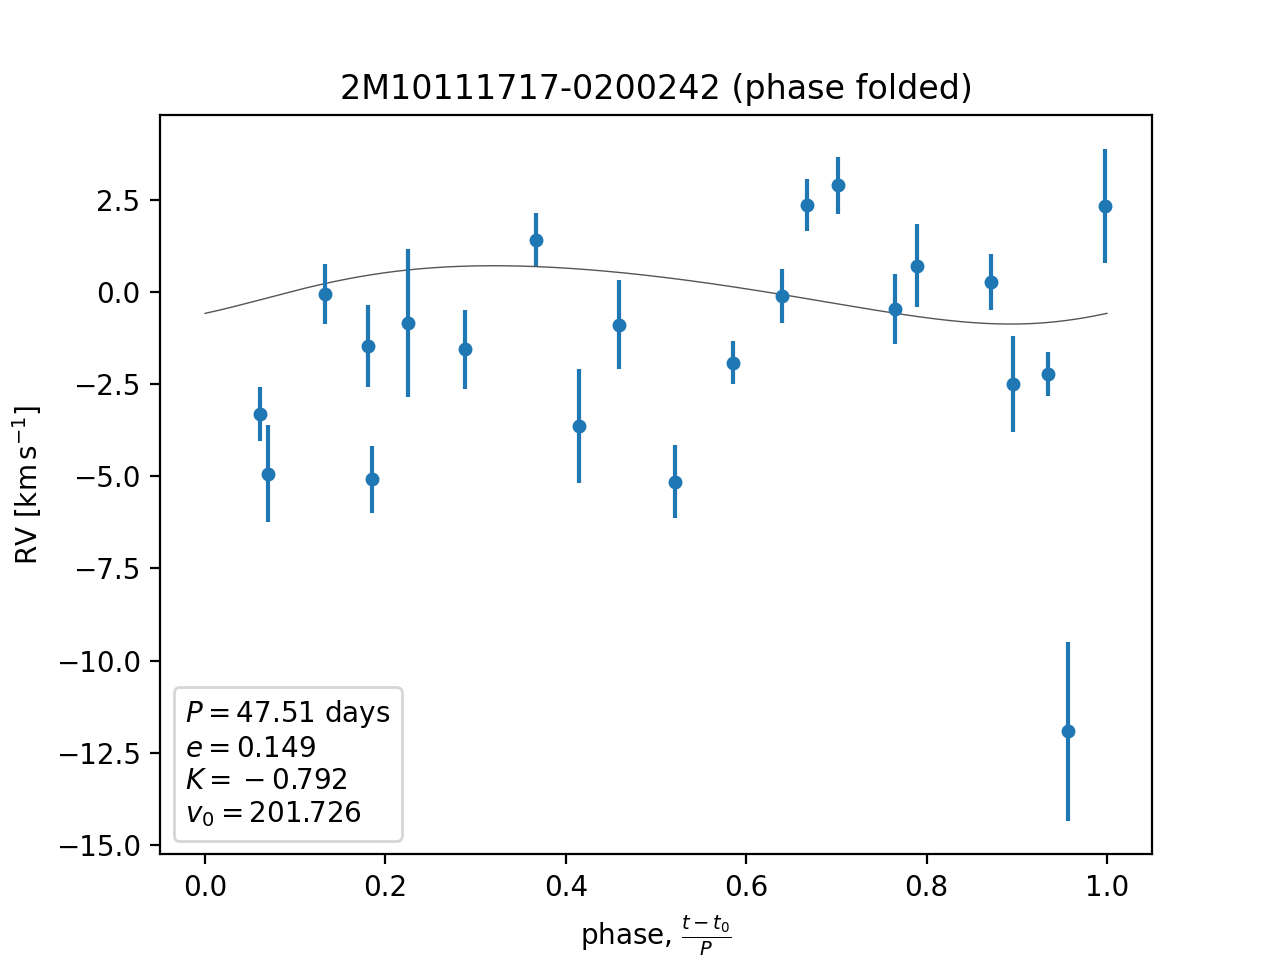 2M10111717-0200242 (phase folded)
RV [km s⁻¹]
2.5
0.0
−2.5
−5.0
−7.5
−10.0
−12.5
−15.0
P = 47.51 days
e = 0.149
K = −0.792
v₀ = 201.726
0.0 0.2 0.4 0.6 0.8 1.0
phase, (t − t₀)/P